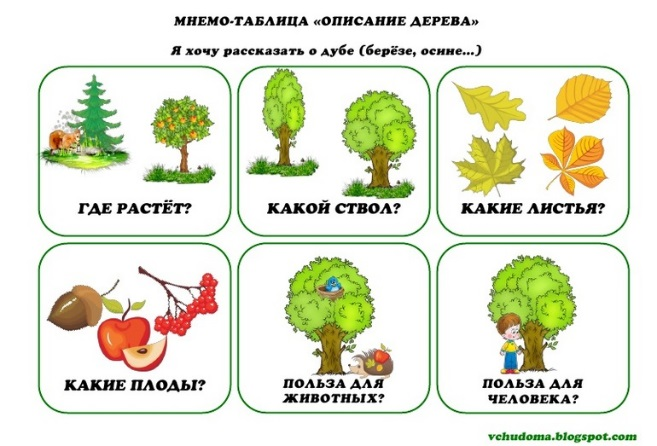 МНЕМО-ТАБЛИЦА «ОПИСАНИЕ ДЕРЕВА»
Я хочу рассказать о дубе (берёзе, осине...)
ГДЕ РАСТЁТ?
КАКОЙ СТВОЛ?
КАКИЕ ЛИСТЬЯ?
КАКИЕ ПЛОДЫ?
ПОЛЬЗА ДЛЯ
ЖИВОТНЫХ?
ПОЛЬЗА ДЛЯ
ЧЕЛОВЕКА?
vchudoma.blogspot.com